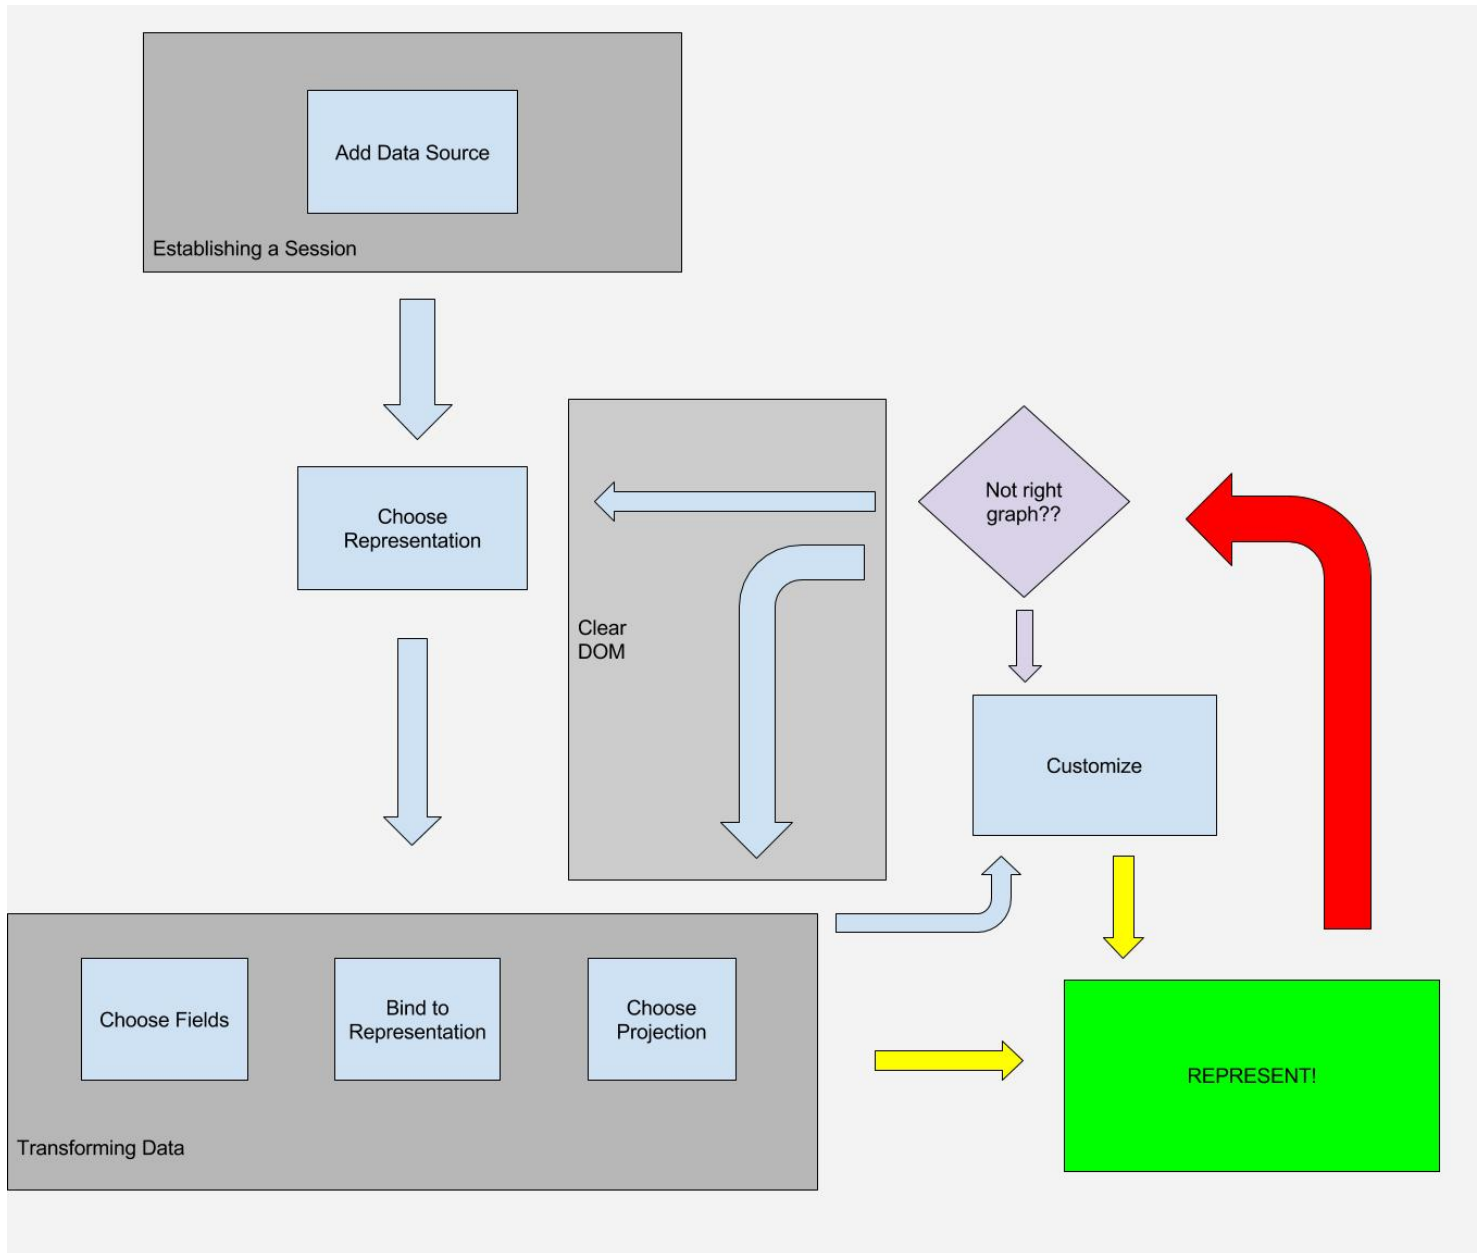 Add Data Source
Establishing a Session
Choose
Representation
Not right
graph??
Clear
DOM
Customize
Choose Fields
Bind to
Representation
Choose
Projection
REPRESENT!
Transforming Data